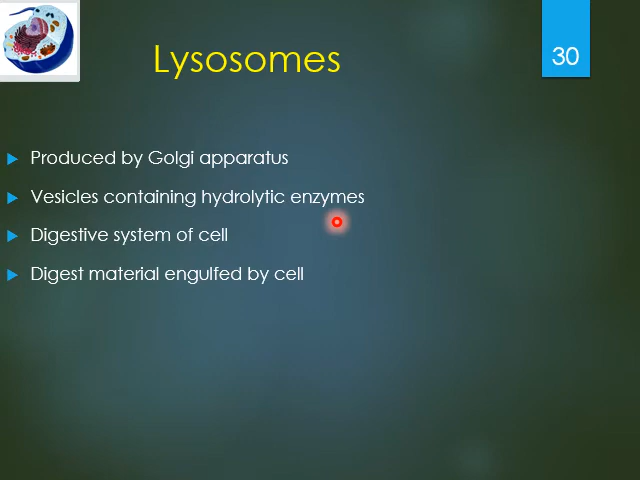 Lysosomes
30
Produced by Golgi apparatus
Vesicles containing hydrolytic enzymes
Digestive system of cell
Digest material engulfed by cell